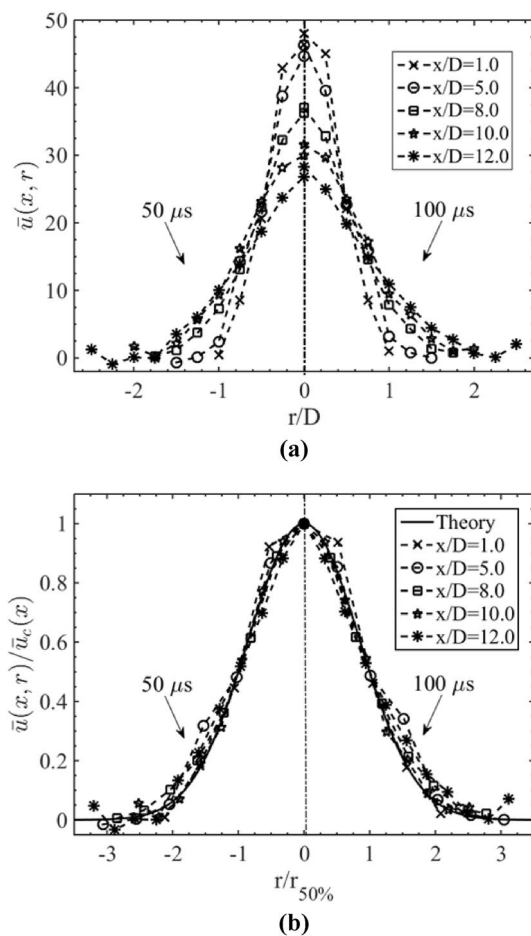 50
40
30
20
10
0
ū(x, r)
x/D=1.0
x/D=5.0
x/D=8.0
x/D=10.0
x/D=12.0
50 μs
100 μs
-2 -1 0 1 2
r/D
(a)
1
0.8
0.6
0.4
0.2
0
ū(x, r)/ū_c(x)
Theory
x/D=1.0
x/D=5.0
x/D=8.0
x/D=10.0
x/D=12.0
50 μs
100 μs
-3 -2 -1 0 1 2 3
r/r50%
(b)